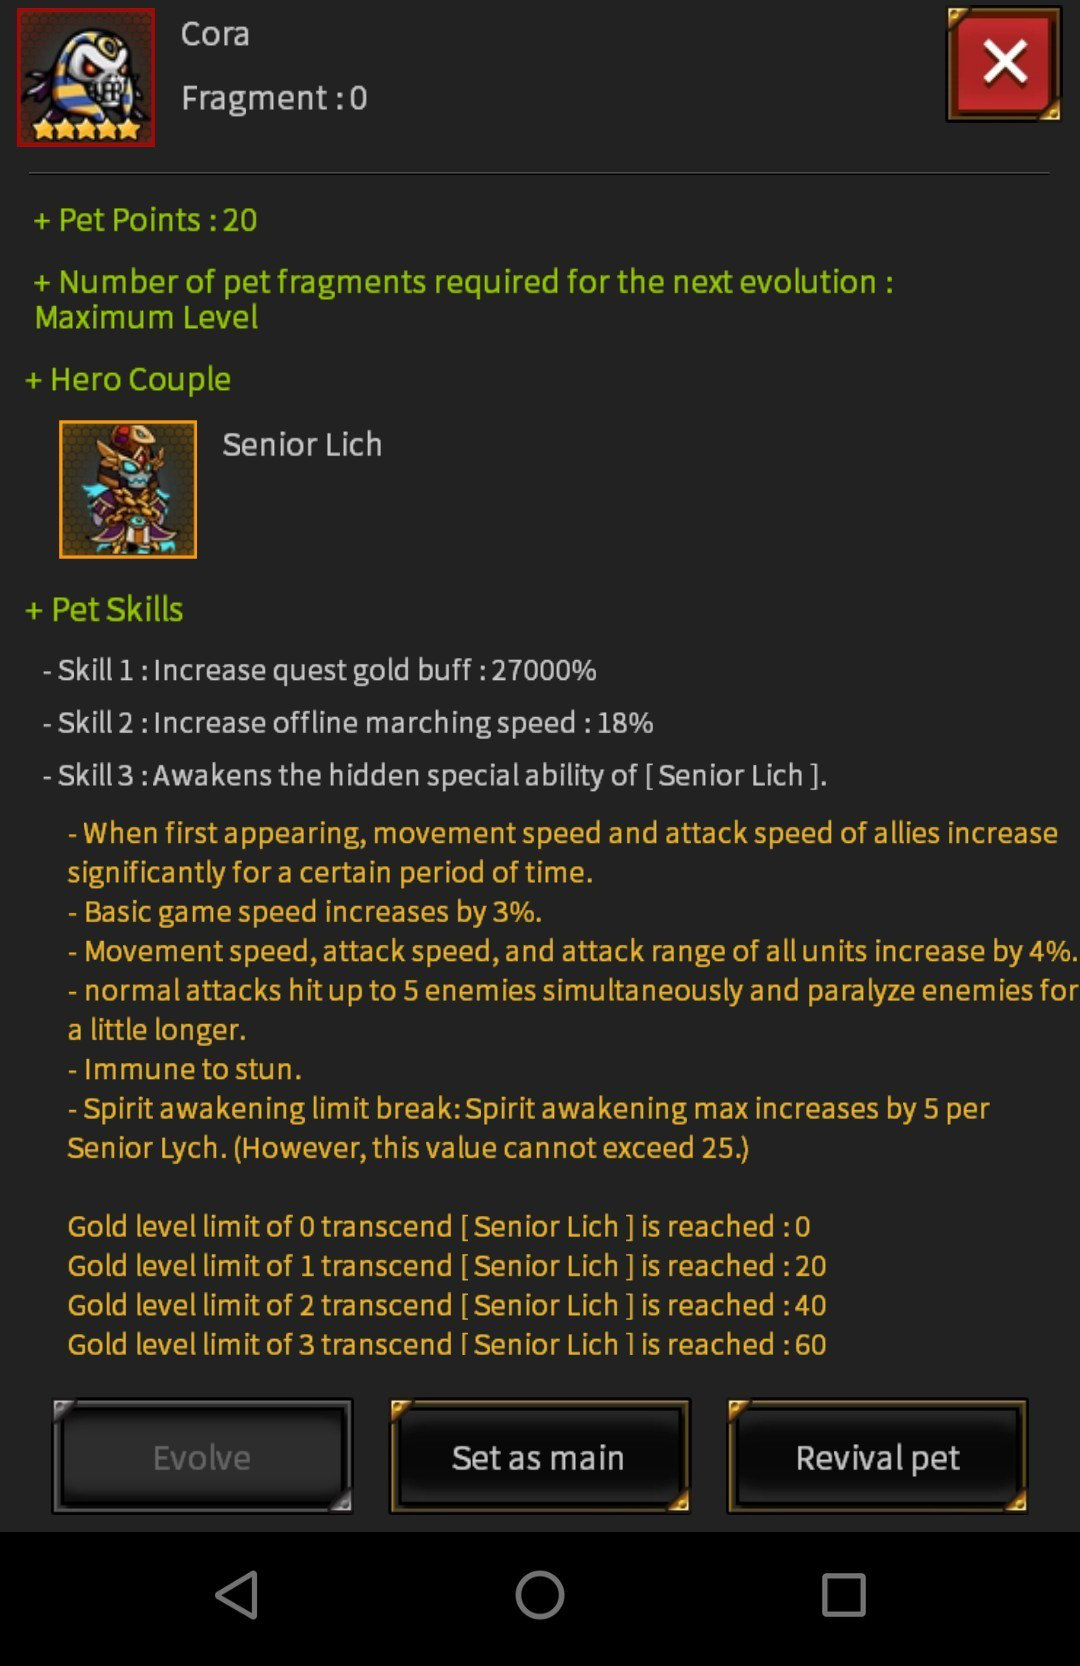 Cora
Fragment : 0
+ Pet Points : 20
+ Number of pet fragments required for the next evolution :
Maximum Level
+ Hero Couple
Senior Lich
+ Pet Skills
- Skill 1 : Increase quest gold buff : 27000%
- Skill 2 : Increase offline marching speed : 18%
- Skill 3 : Awakens the hidden special ability of [ Senior Lich ].
- When first appearing, movement speed and attack speed of allies increase
significantly for a certain period of time.
- Basic game speed increases by 3%.
- Movement speed, attack speed, and attack range of all units increase by 4%.
- normal attacks hit up to 5 enemies simultaneously and paralyze enemies for
a little longer.
- Immune to stun.
- Spirit awakening limit break: Spirit awakening max increases by 5 per
Senior Lych. (However, this value cannot exceed 25.)
Gold level limit of 0 transcend [ Senior Lich ] is reached : 0
Gold level limit of 1 transcend [ Senior Lich ] is reached : 20
Gold level limit of 2 transcend [ Senior Lich ] is reached : 40
Gold level limit of 3 transcend [ Senior Lich ] is reached : 60
Evolve
Set as main
Revival pet